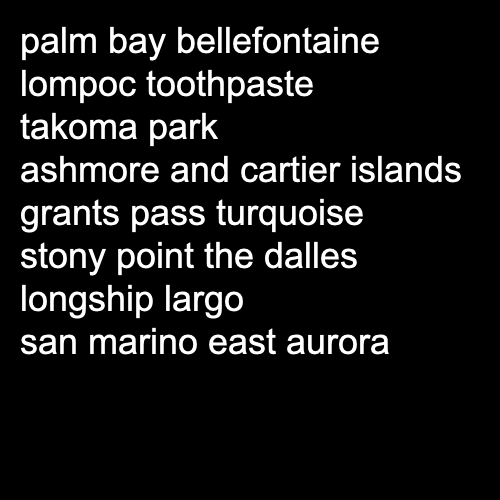 palm bay bellefontaine
lompoc toothpaste
takoma park
ashmore and cartier islands
grants pass turquoise
stony point the dalles
longship largo
san marino east aurora